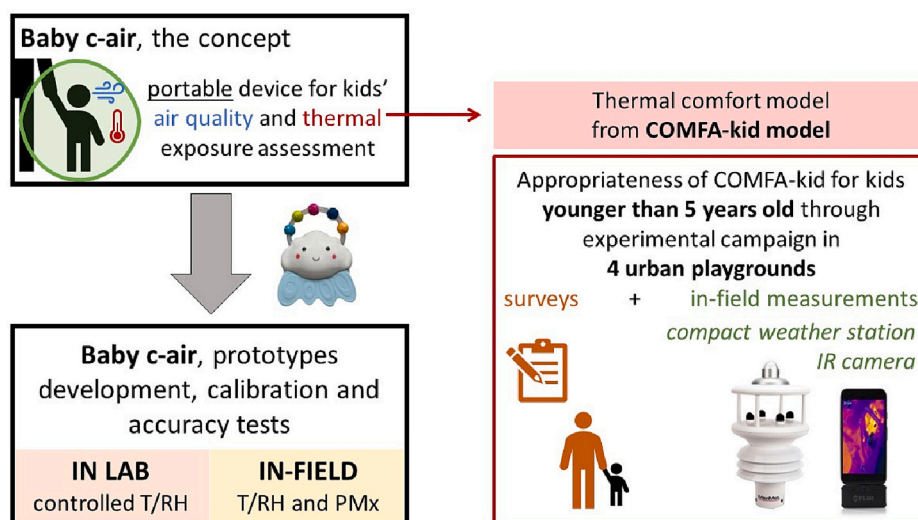 Baby c-air, the concept
portable device for kids'
air quality and thermal
exposure assessment
Thermal comfort model
from COMFA-kid model
Appropriateness of COMFA-kid for kids
younger than 5 years old through
experimental campaign in
4 urban playgrounds
surveys + in-field measurements
compact weather station
IR camera
Baby c-air, prototypes
development, calibration and
accuracy tests
IN LAB
controlled T/RH
IN-FIELD
T/RH and PMx